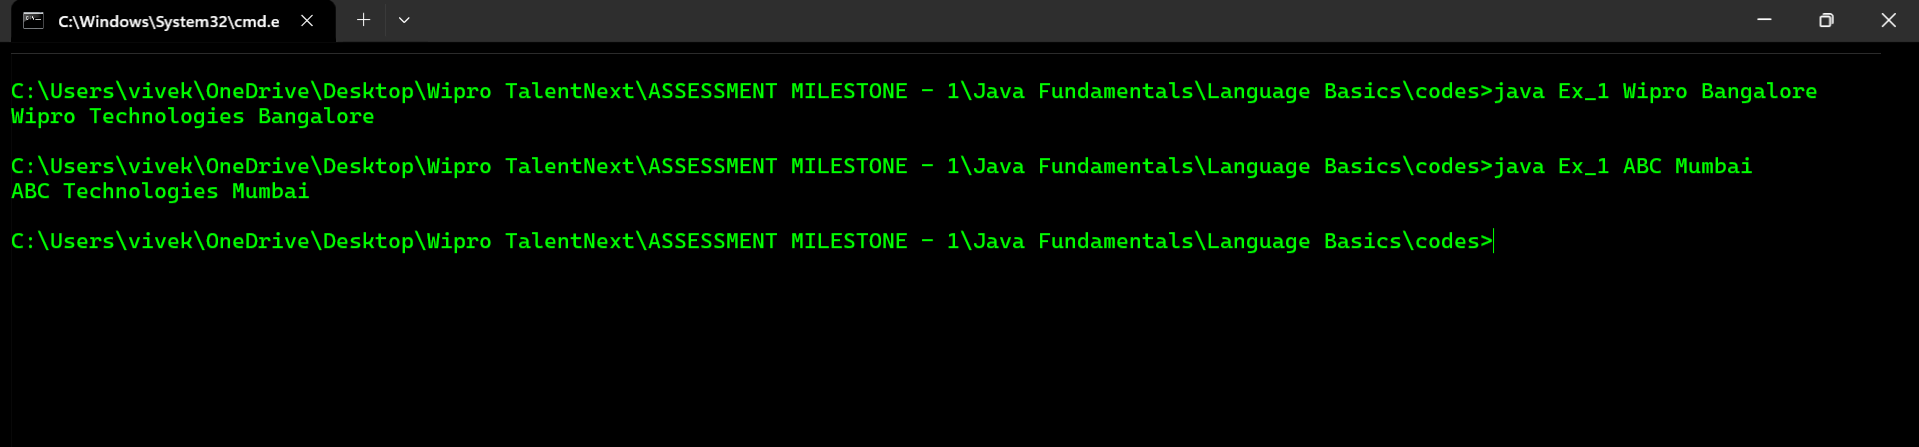 C:\Windows\System32\cmd.e
C:\Users\vivek\OneDrive\Desktop\Wipro TalentNext\ASSESSMENT MILESTONE - 1\Java Fundamentals\Language Basics\codes>java Ex_1 Wipro Bangalore
Wipro Technologies Bangalore
C:\Users\vivek\OneDrive\Desktop\Wipro TalentNext\ASSESSMENT MILESTONE - 1\Java Fundamentals\Language Basics\codes>java Ex_1 ABC Mumbai
ABC Technologies Mumbai
C:\Users\vivek\OneDrive\Desktop\Wipro TalentNext\ASSESSMENT MILESTONE - 1\Java Fundamentals\Language Basics\codes>